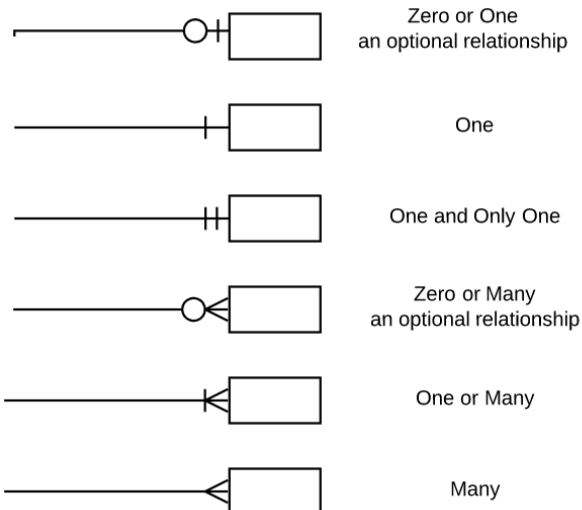 Zero or One
an optional relationship
One
One and Only One
Zero or Many
an optional relationship
One or Many
Many